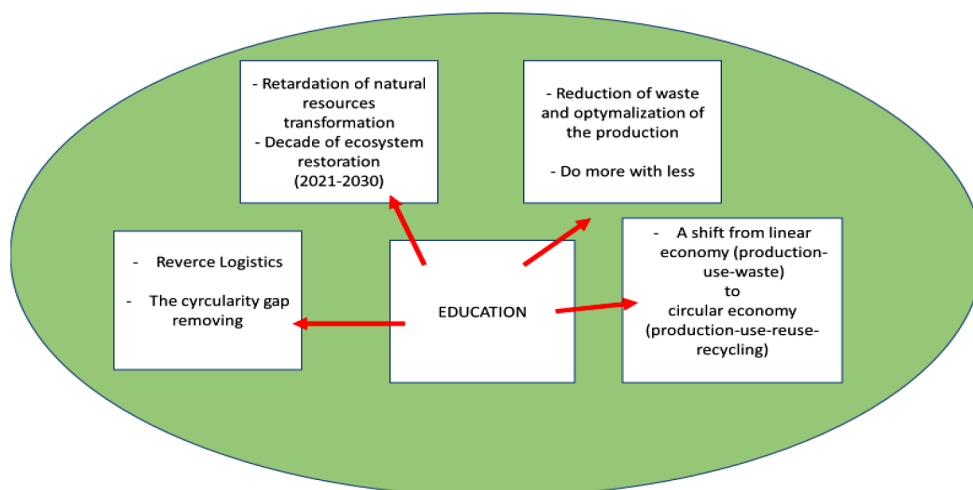 - Retardation of natural
resources
transformation
- Decade of ecosystem
restoration
(2021-2030)
- Reduction of waste
and optymalization of
the production
- Do more with less
- Reverce Logistics
- The cyrcularity gap
removing
EDUCATION
- A shift from linear
economy (production-
use-waste)
to
circular economy
(production-use-reuse-
recycling)